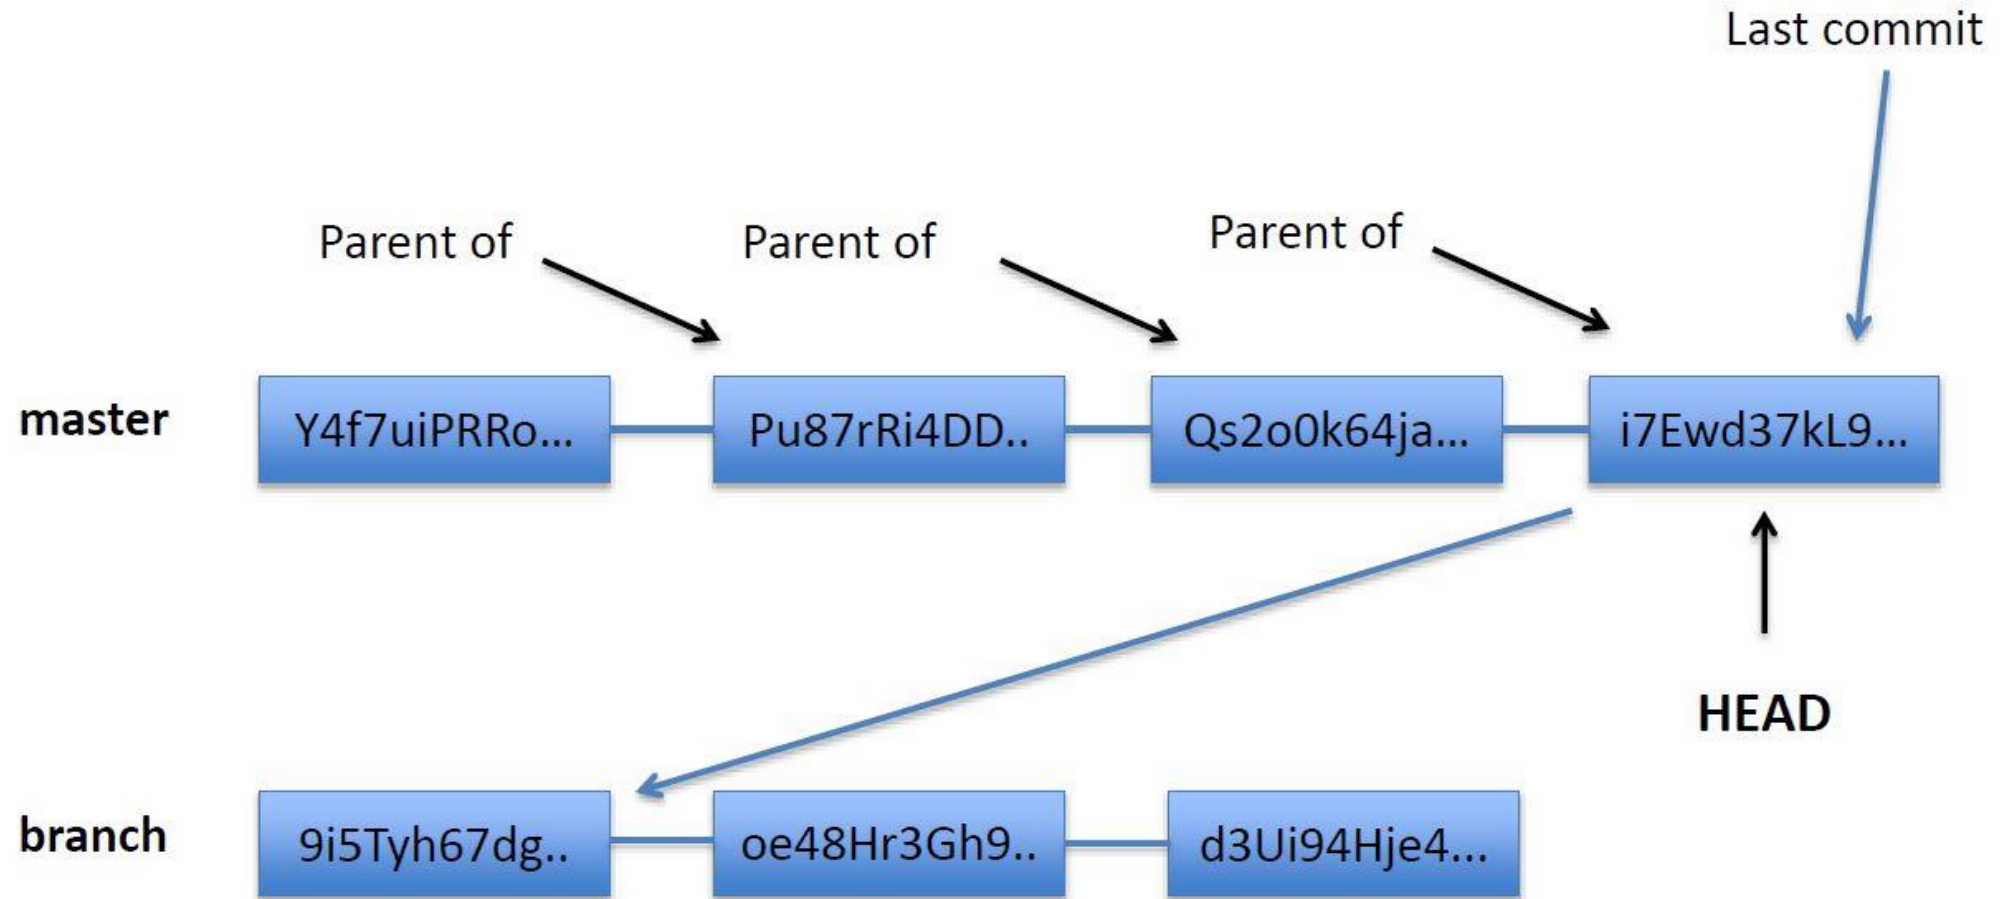 Last commit
Parent of
Parent of
Parent of
master
Y4f7uiPRRo...
Pu87rRi4DD..
Qs2o0k64ja...
i7Ewd37kL9...
HEAD
branch
9i5Tyh67dg..
oe48Hr3Gh9..
d3Ui94Hje4...